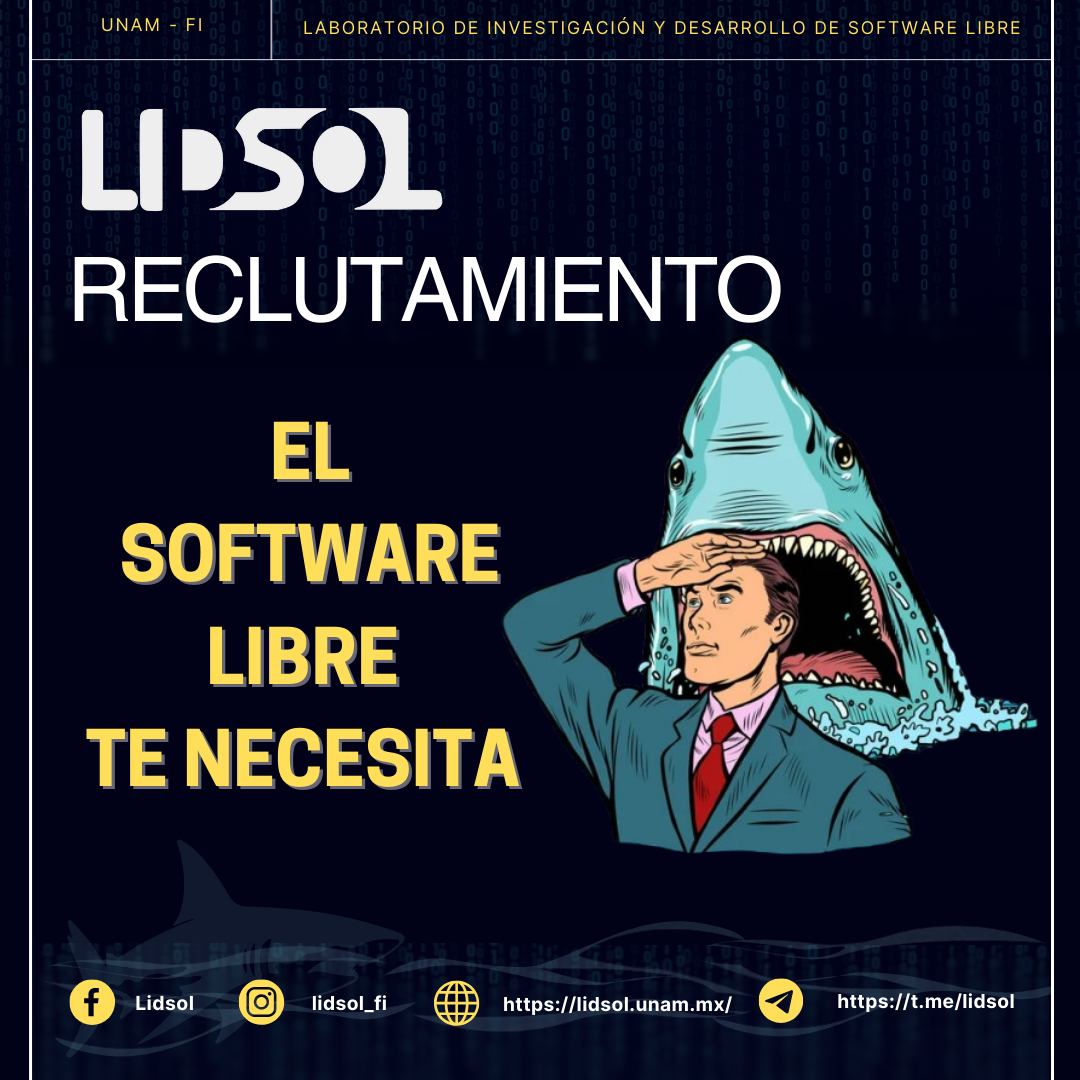 UNAM - FI
LABORATORIO DE INVESTIGACIÓN Y DESARROLLO DE SOFTWARE LIBRE
LIDSOL
RECLUTAMIENTO
EL
SOFTWARE
LIBRE
TE NECESITA
Lidsol
lidsol_fi
https://lidsol.unam.mx/
https://t.me/lidsol